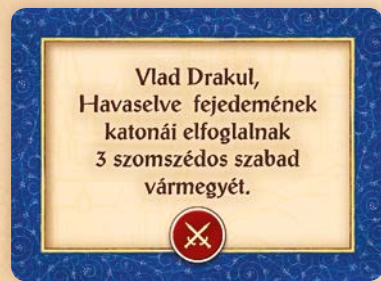 Vlad Drakul,
Havaselve fejedemének
katonái elfoglalnak
3 szomszédos szabad
vármegyét.